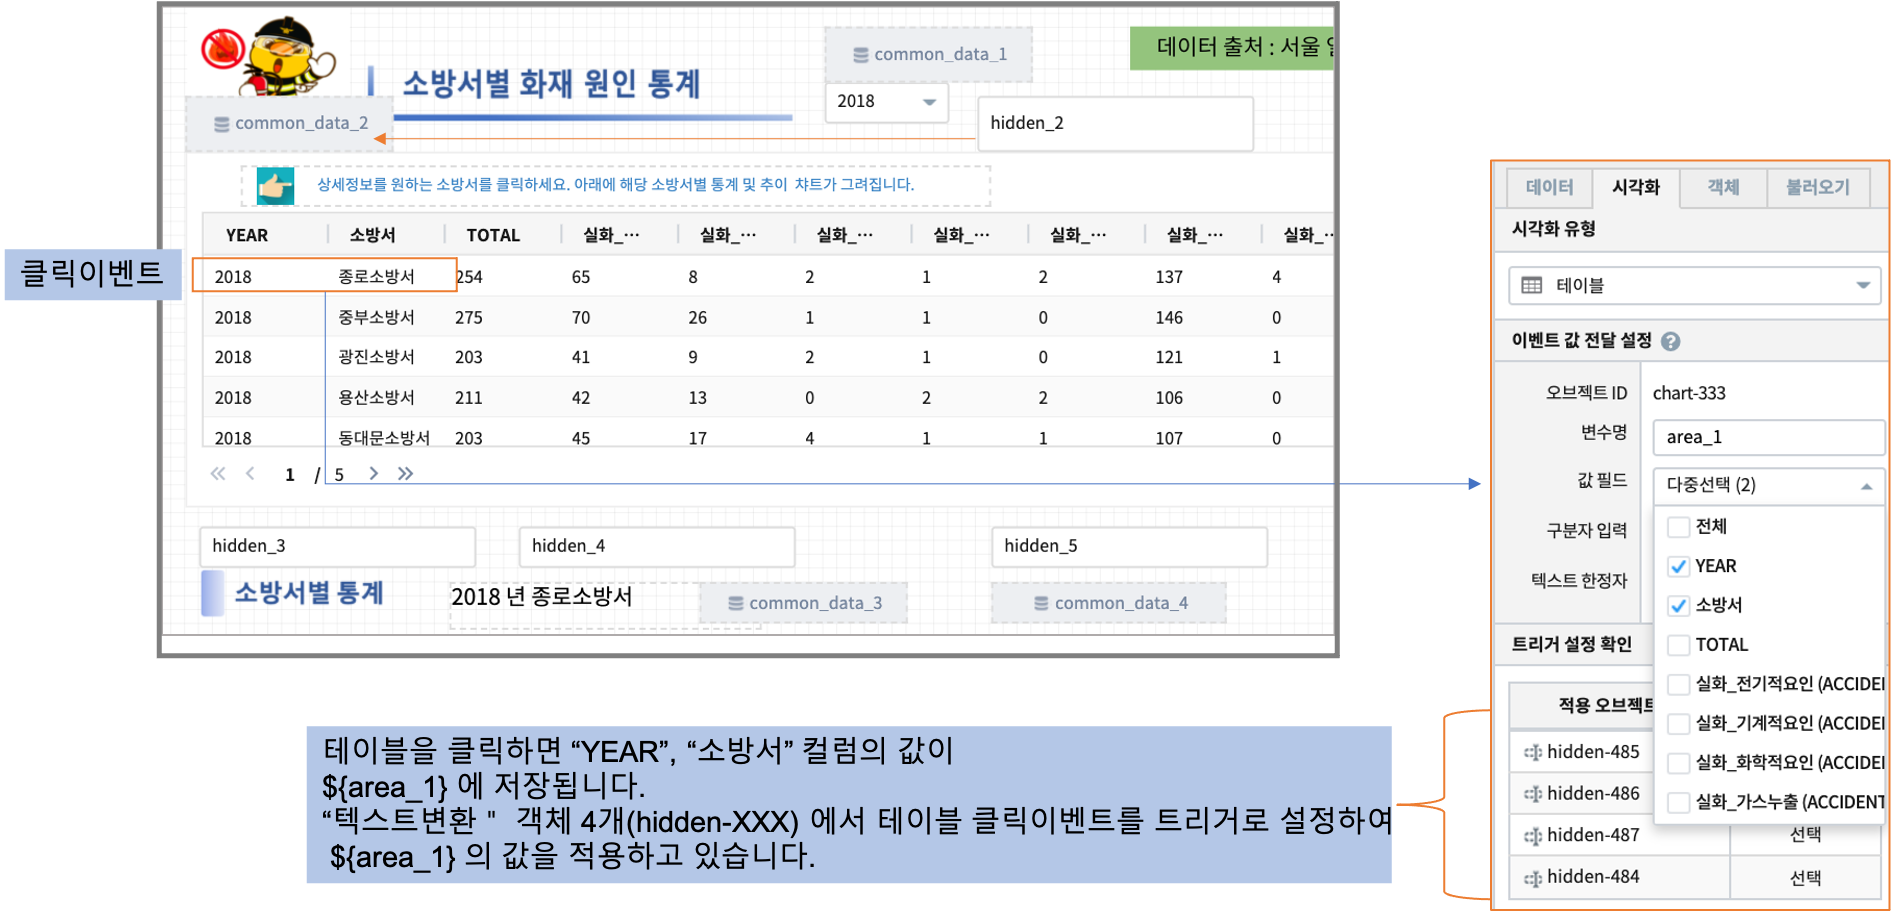 common_data_1
데이터 출처 : 서울
소방서별 화재 원인 통계
2018
hidden_2
common_data_2
상세정보를 원하는 소방서를 클릭하세요. 아래에 해당 소방서별 통계 및 추이 챠트가 그려집니다.
YEAR 소방서 TOTAL 실화_··· 실화_··· 실화_··· 실화_··· 실화_··· 실화_··· 실화_··
클릭이벤트
2018 종로소방서 254 65 8 2 1 2 137 4
2018 중부소방서 275 70 26 1 1 0 146 0
2018 광진소방서 203 41 9 2 1 0 121 1
2018 용산소방서 211 42 13 0 2 2 106 0
2018 동대문소방서 203 45 17 4 1 1 107 0
1 / 5
hidden_3 hidden_4 hidden_5
소방서별 통계 2018 년 종로소방서 common_data_3 common_data_4
데이터 시각화 객체 불러오기
시각화 유형
테이블
이벤트 값 전달 설정 ?
오브젝트 ID chart-333
변수명 area_1
값 필드 다중선택 (2)
구분자 입력
텍스트 한정자
전체
YEAR
소방서
TOTAL
실화_전기적요인 (ACCIDE
실화_기계적요인 (ACCIDE
실화_화학적요인 (ACCIDE
실화_가스누출 (ACCIDENT
트리거 설정 확인
적용 오브젝트
hidden-485
hidden-486
hidden-487 선택
hidden-484 선택
테이블을 클릭하면 “YEAR”, “소방서” 컬럼의 값이
${area_1} 에 저장됩니다.
“텍스트변환 " 객체 4개(hidden-XXX) 에서 테이블 클릭이벤트를 트리거로 설정하여
${area_1} 의 값을 적용하고 있습니다.